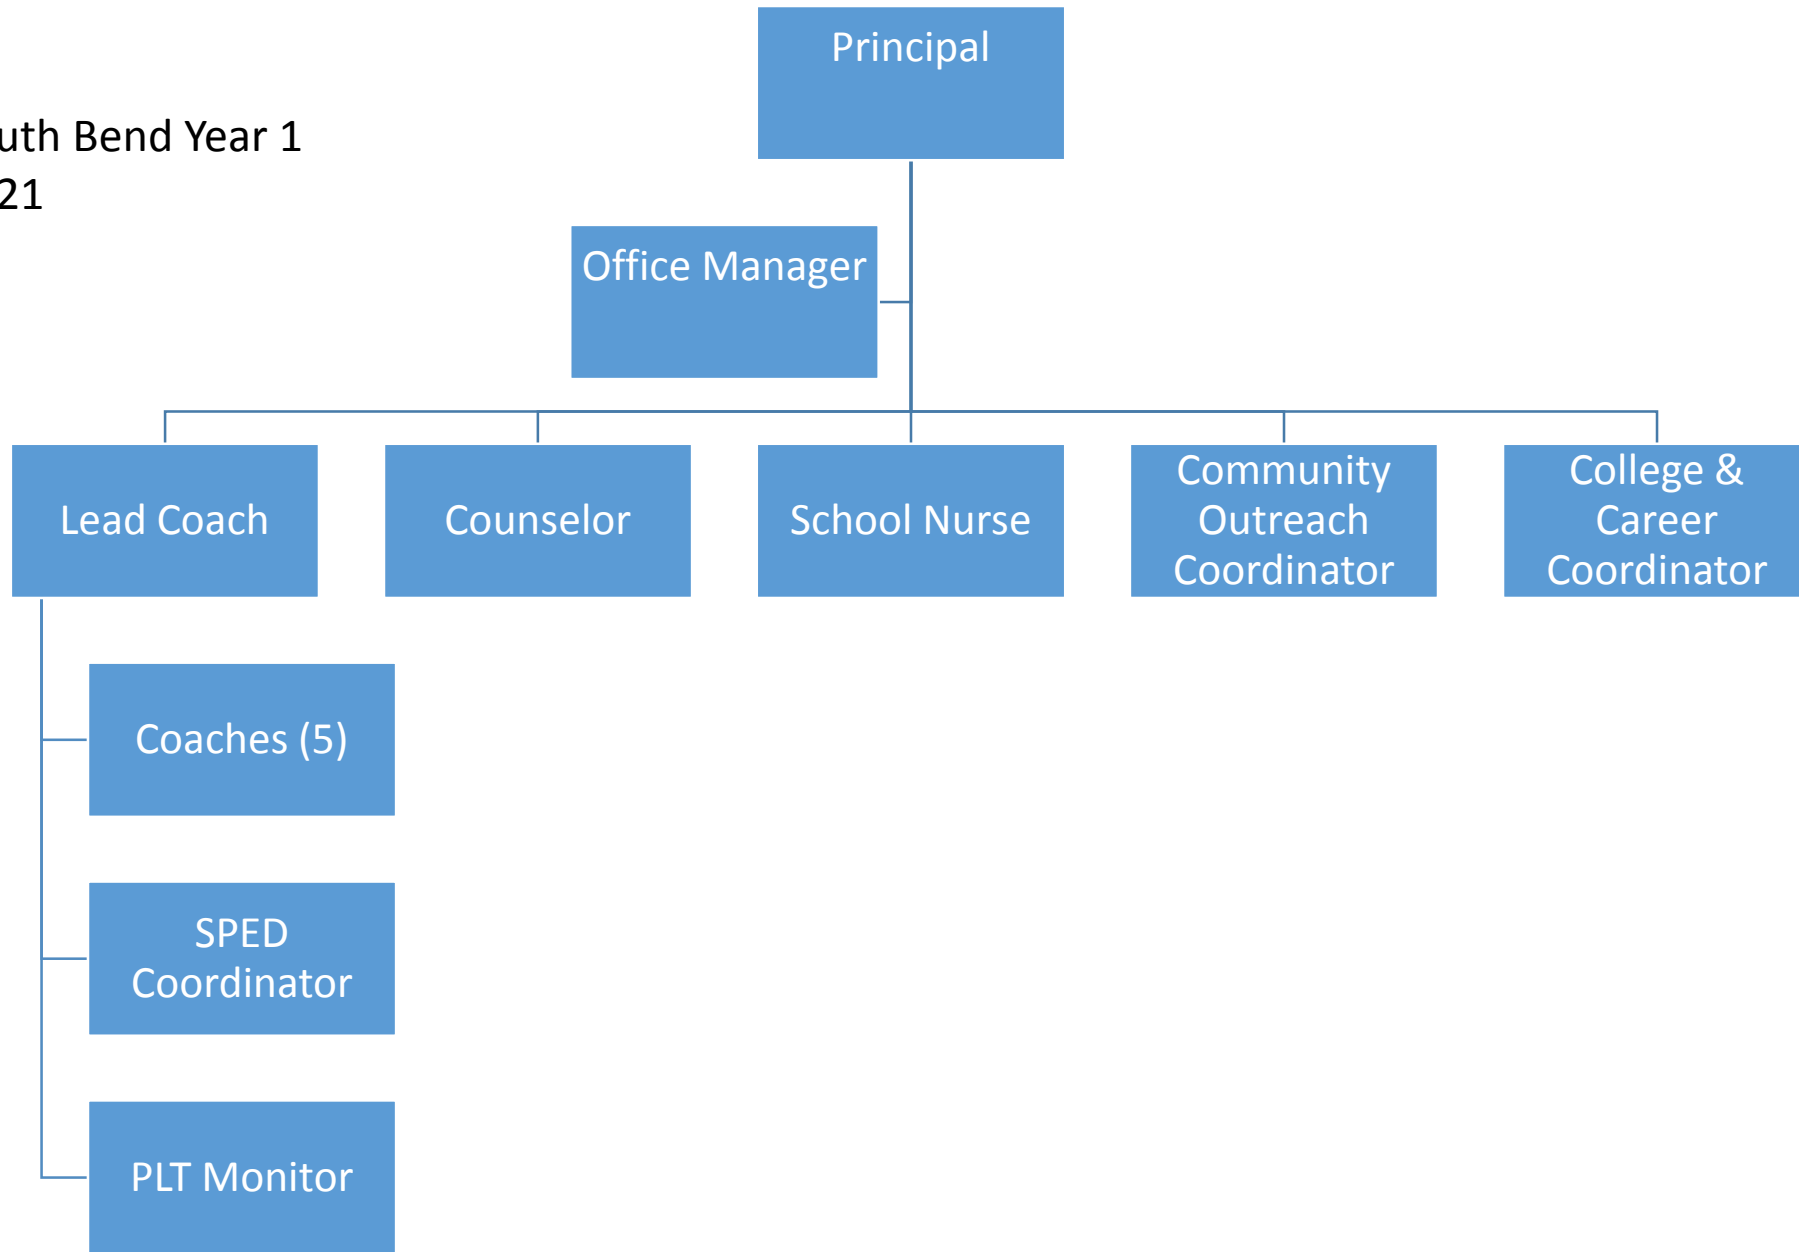 Principal
uth Bend Year 1
21
Office Manager
Lead Coach
Counselor
School Nurse
Community
Outreach
Coordinator
College &
Career
Coordinator
Coaches (5)
SPED
Coordinator
PLT Monitor